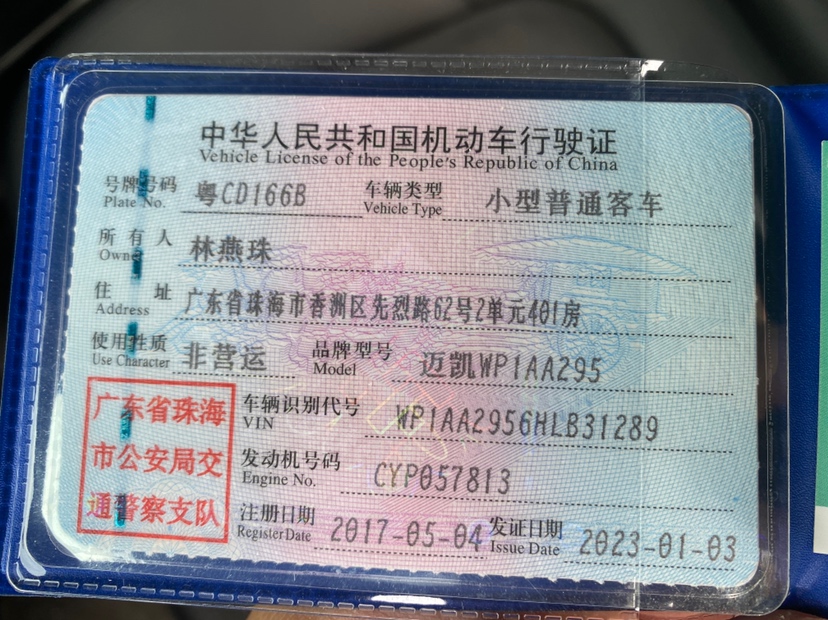 中华人民共和国机动车行驶证
Vehicle License of the People's Republic of China
号牌号码 粤CD166B 车辆类型 小型普通客车
Plate No. Vehicle Type
所有人 林燕珠
Owner
住址 广东省珠海市香洲区先烈路62号2单元401房
Address
使用性质 非营运 品牌型号 迈凯WP1AA295
Use Character Model
广东省珠海
市公安局交
通警察支队
车辆识别代号 WP1AA2956HLB31289
VIN
发动机号码 CYP057813
Engine No.
注册日期 2017-05-04 发证日期 2023-01-03
Register Date Issue Date